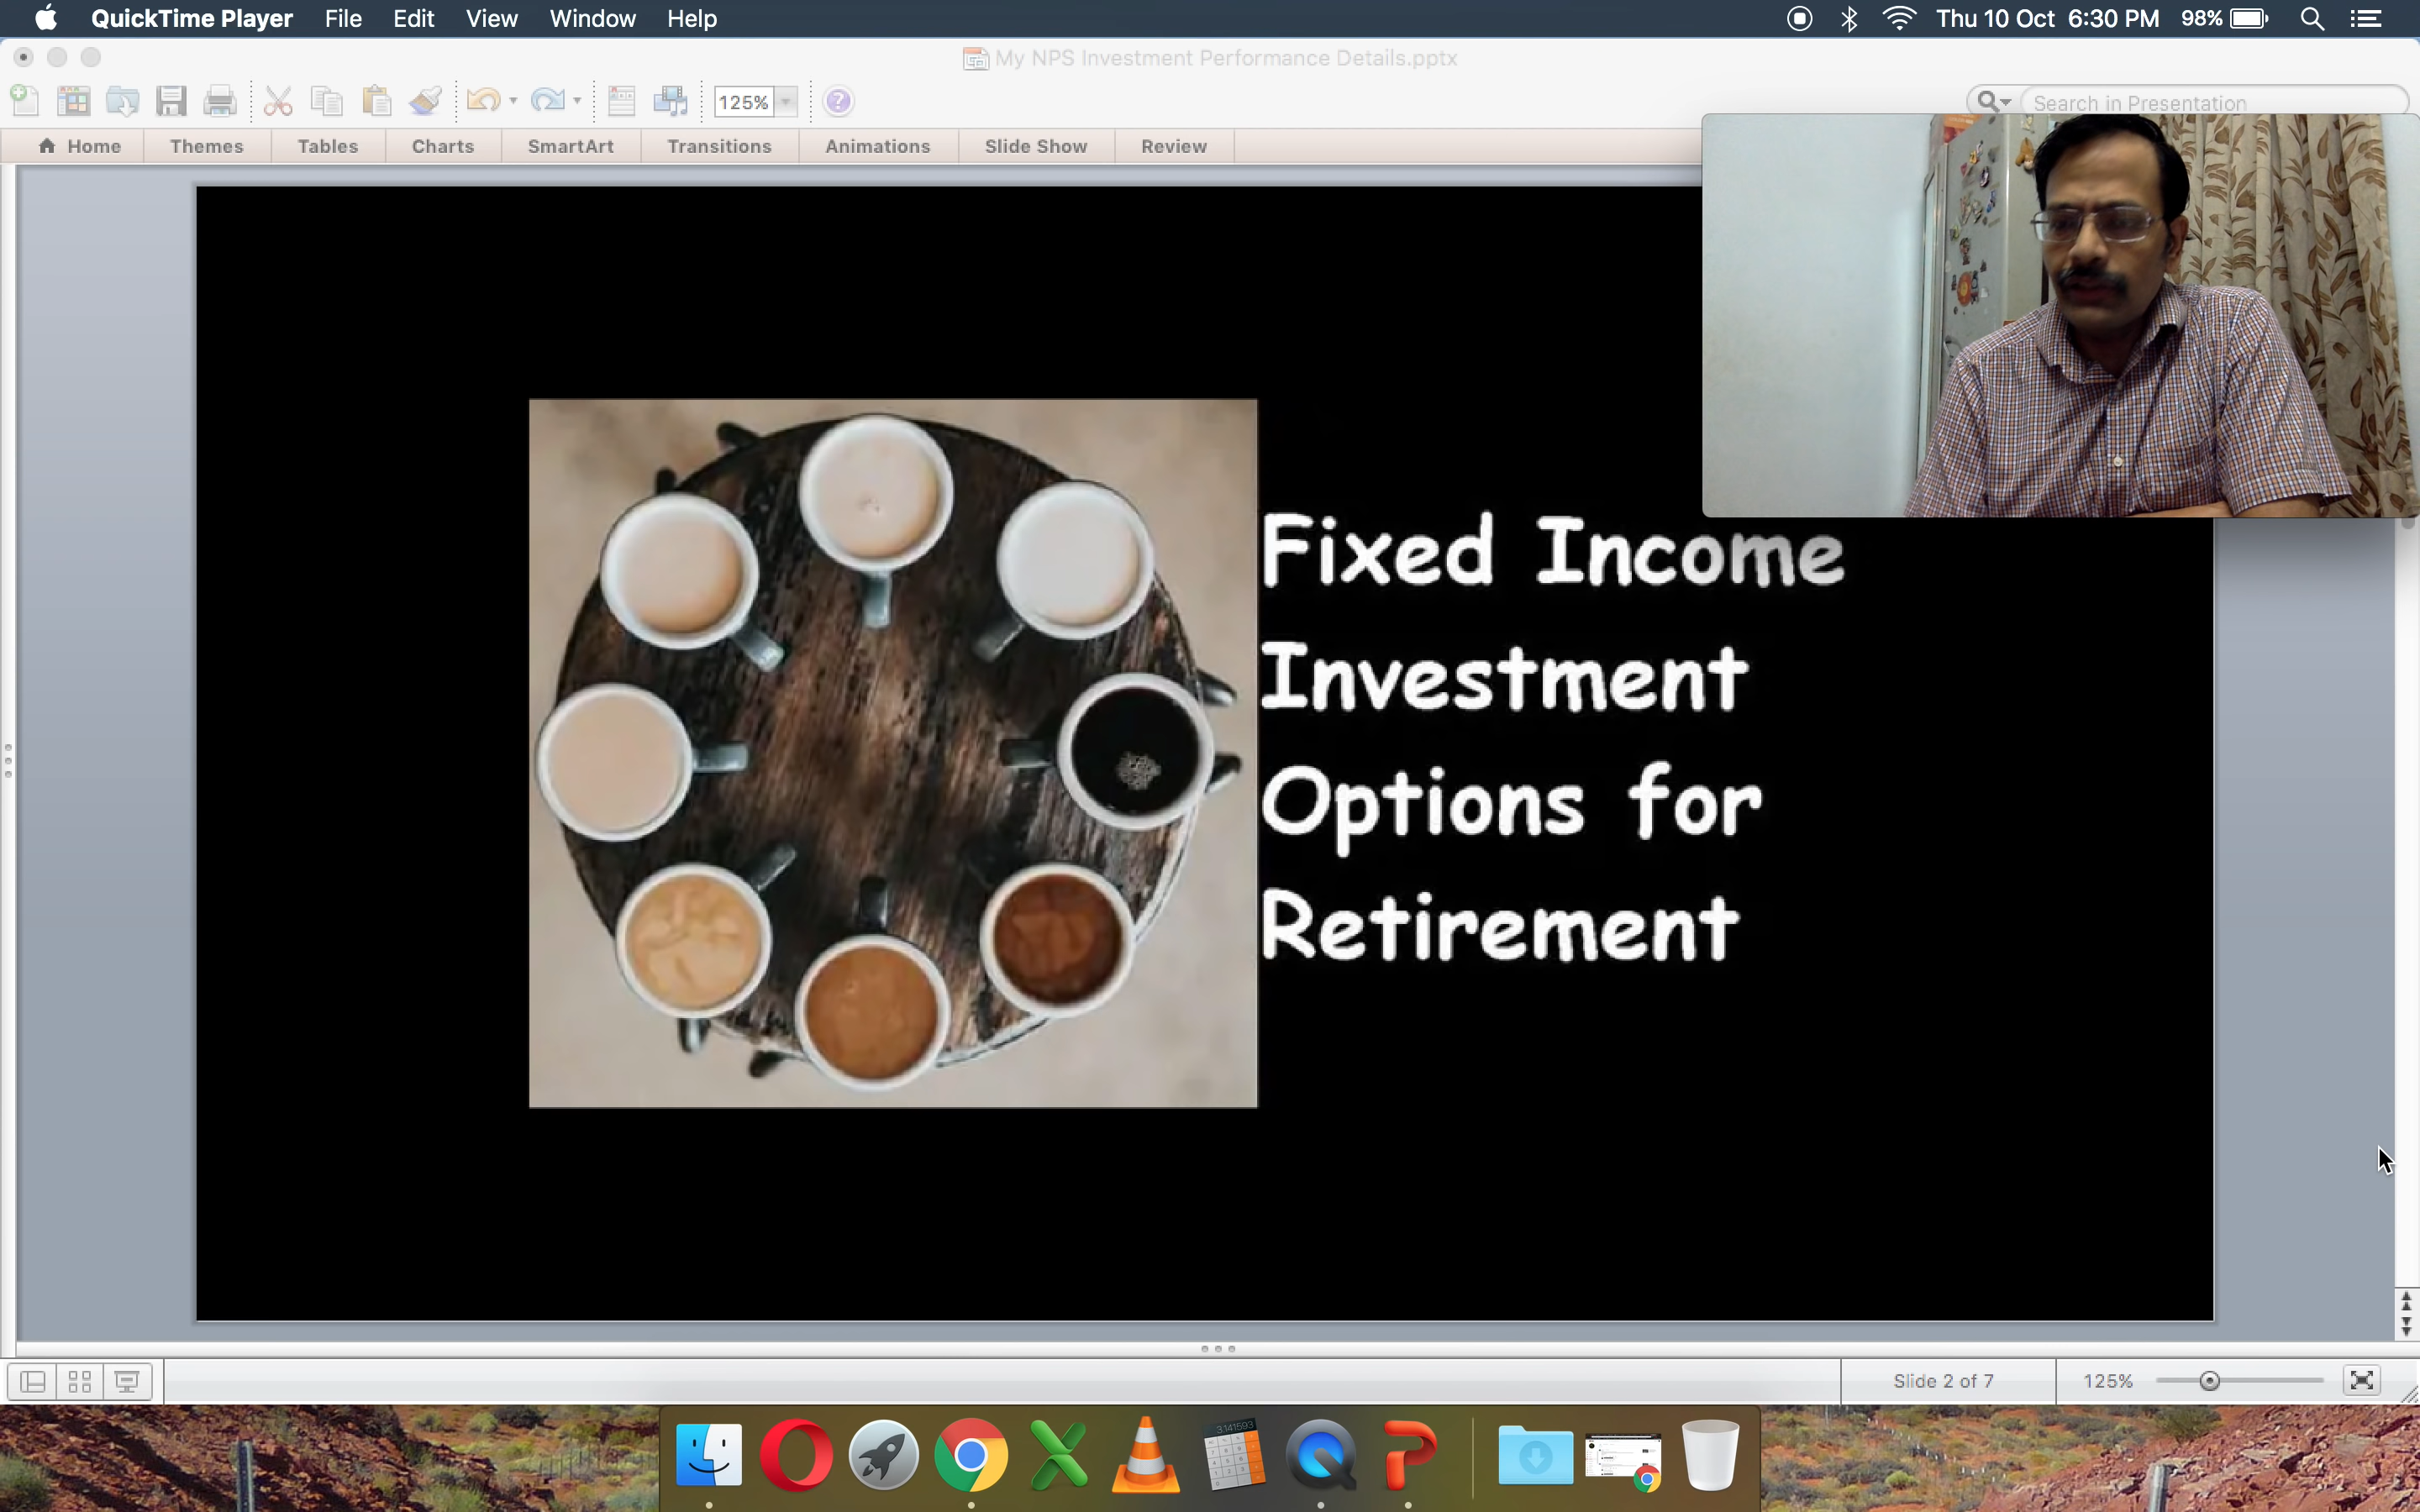 QuickTime Player File Edit View Window Help Thu 10 Oct 6:30 PM 98%
My NPS Investment Performance Details.pptx
125% Search in Presentation
Home Themes Tables Charts SmartArt Transitions Animations Slide Show Review
Fixed Income
Investment
Options for
Retirement
Slide 2 of 7 125%
3.141593